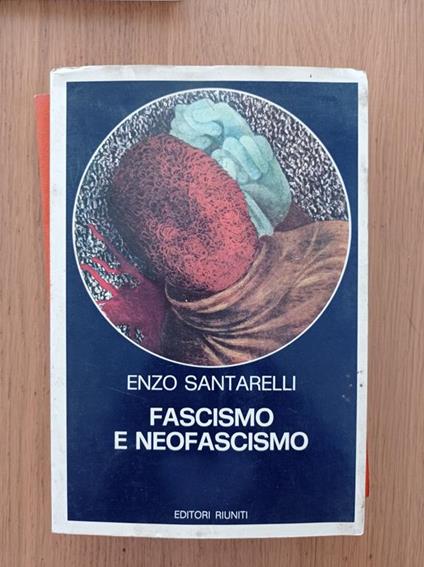 ENZO SANTARELLI
FASCISMO
E NEOFASCISMO
EDITORI RIUNITI